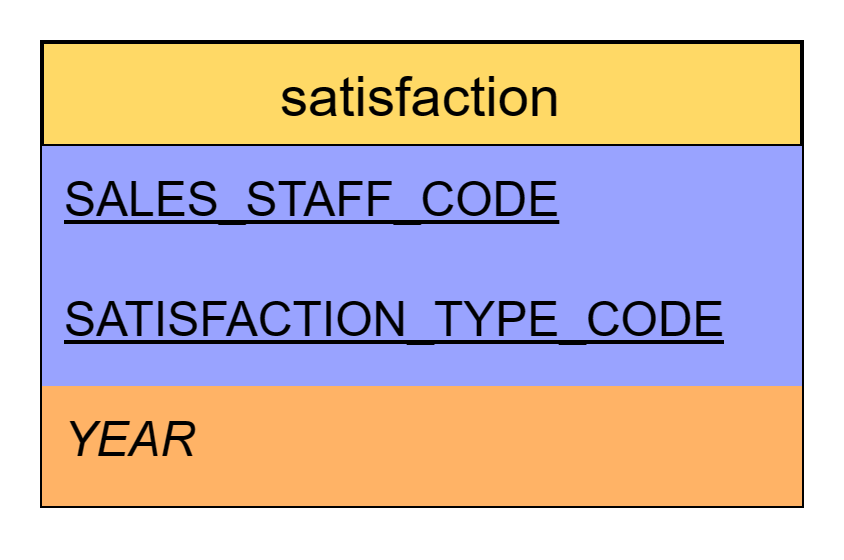 satisfaction
SALES_STAFF_CODE
SATISFACTION_TYPE_CODE
YEAR